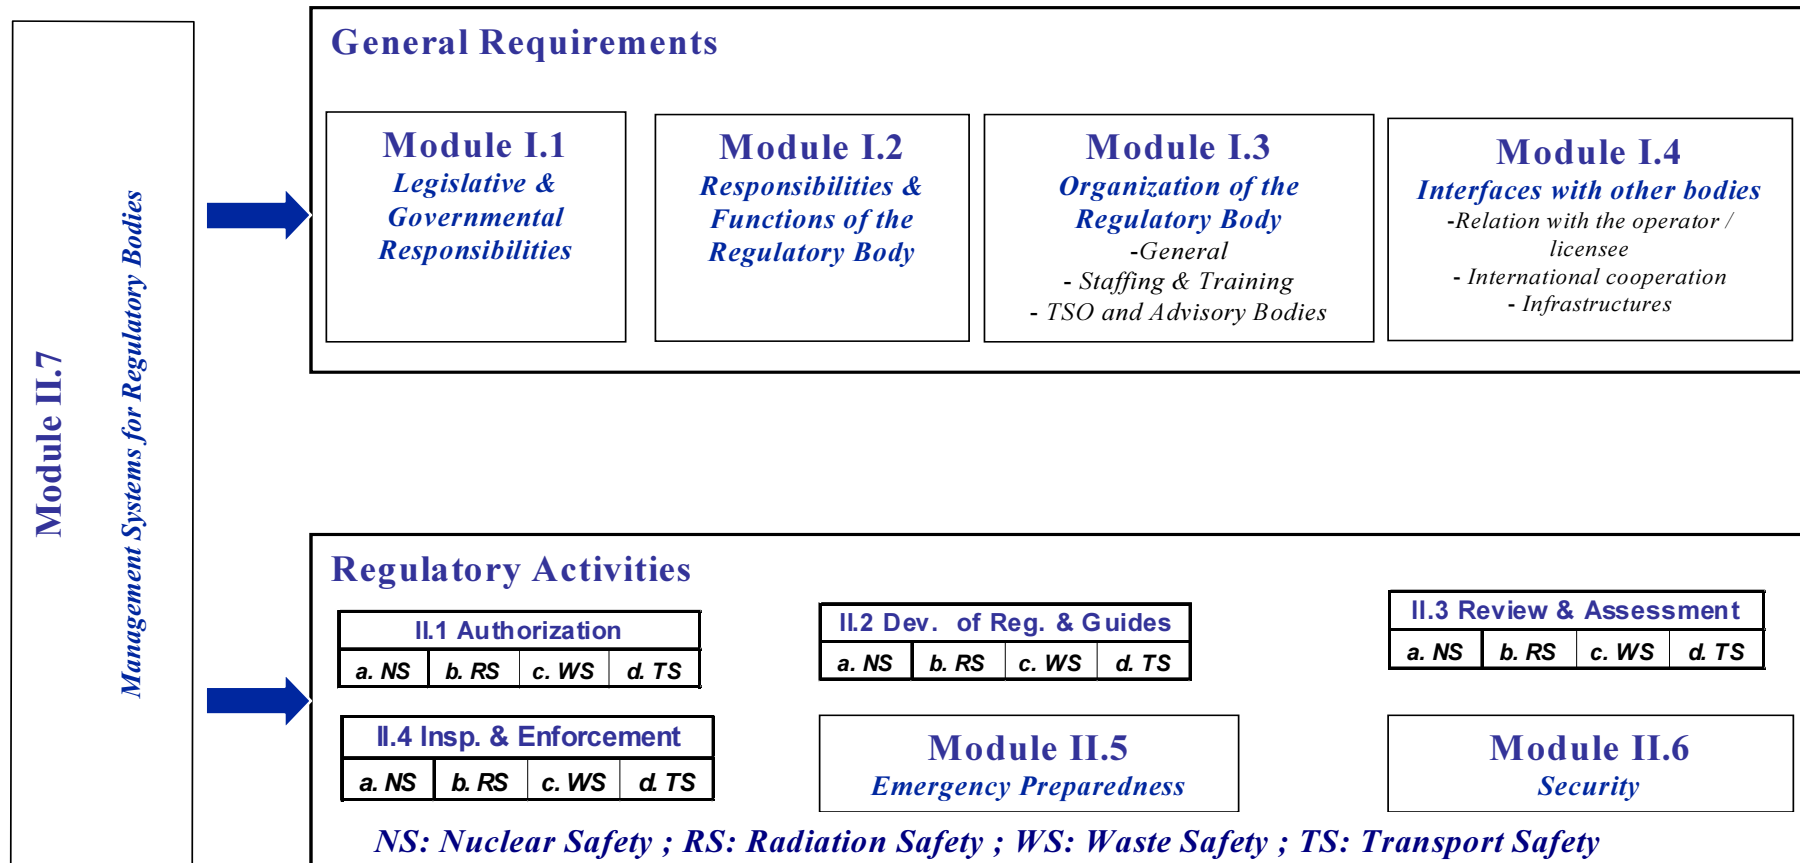 Module II.7
Management Systems for Regulatory Bodies
General Requirements
Module I.1
Legislative &
Governmental
Responsibilities
Module I.2
Responsibilities &
Functions of the
Regulatory Body
Module I.3
Organization of the
Regulatory Body
-General
- Staffing & Training
- TSO and Advisory Bodies
Module I.4
Interfaces with other bodies
-Relation with the operator /
licensee
- International cooperation
- Infrastructures
Regulatory Activities
II.1 Authorization
a. NS b. RS c. WS d. TS
II.2 Dev. of Reg. & Guides
a. NS b. RS c. WS d. TS
II.3 Review & Assessment
a. NS b. RS c. WS d. TS
II.4 Insp. & Enforcement
a. NS b. RS c. WS d. TS
Module II.5
Emergency Preparedness
Module II.6
Security
NS: Nuclear Safety ; RS: Radiation Safety ; WS: Waste Safety ; TS: Transport Safety